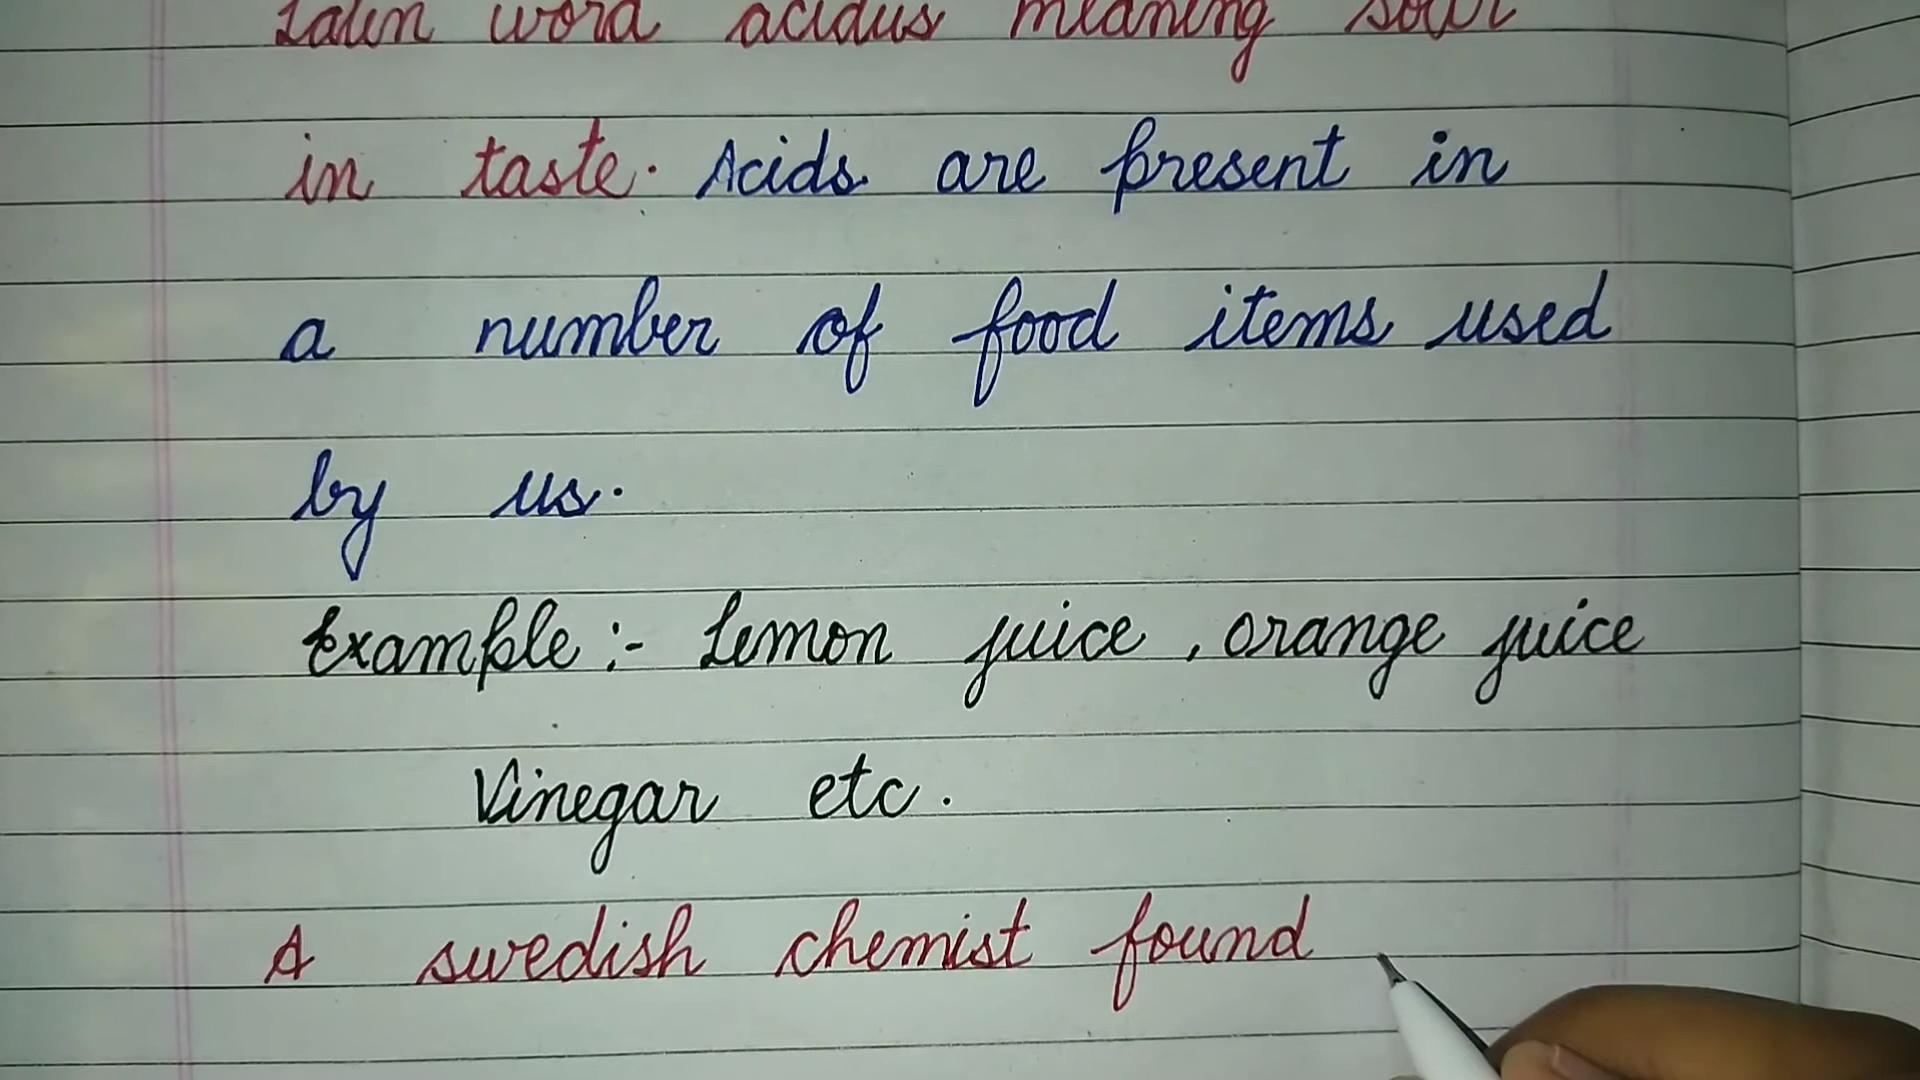 Latin word acidus meaning sour
in taste. Acids are present in
a number of food items used
by us.
Example :- Lemon juice , orange juice
Vinegar etc.
A swedish chemist found